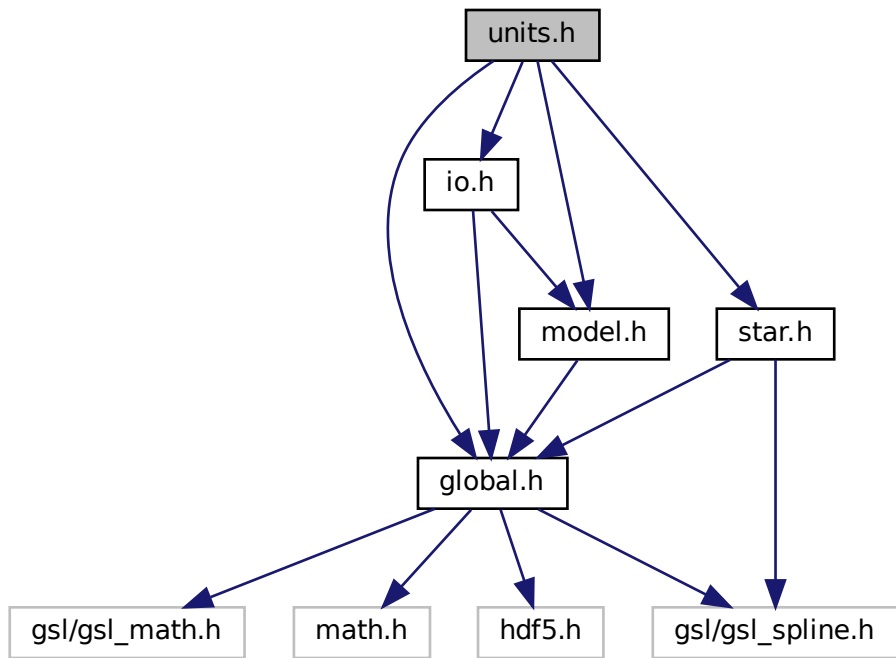 units.h
io.h
model.h
star.h
global.h
gsl/gsl_math.h
math.h
hdf5.h
gsl/gsl_spline.h